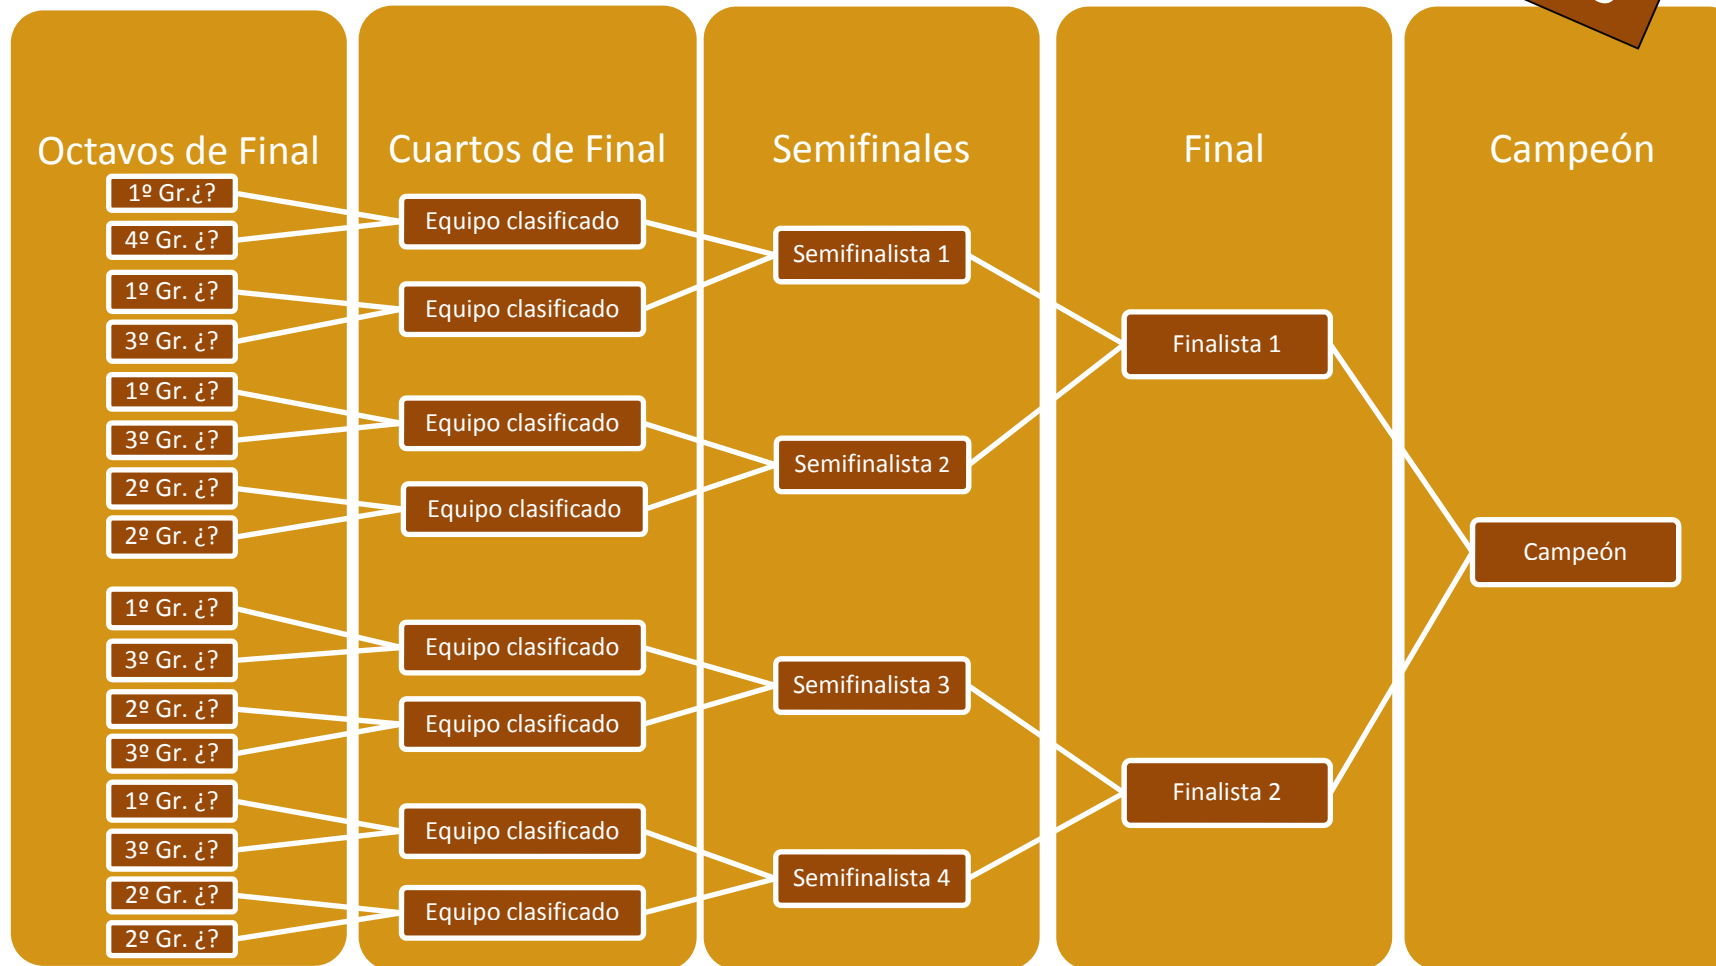 Octavos de Final
1º Gr.¿?
4º Gr. ¿?
1º Gr. ¿?
3º Gr. ¿?
1º Gr. ¿?
3º Gr. ¿?
2º Gr. ¿?
2º Gr. ¿?
1º Gr. ¿?
3º Gr. ¿?
2º Gr. ¿?
3º Gr. ¿?
1º Gr. ¿?
3º Gr. ¿?
2º Gr. ¿?
2º Gr. ¿?
Cuartos de Final
Equipo clasificado
Equipo clasificado
Equipo clasificado
Equipo clasificado
Equipo clasificado
Equipo clasificado
Equipo clasificado
Equipo clasificado
Semifinales
Semifinalista 1
Semifinalista 2
Semifinalista 3
Semifinalista 4
Final
Finalista 1
Finalista 2
Campeón
Campeón